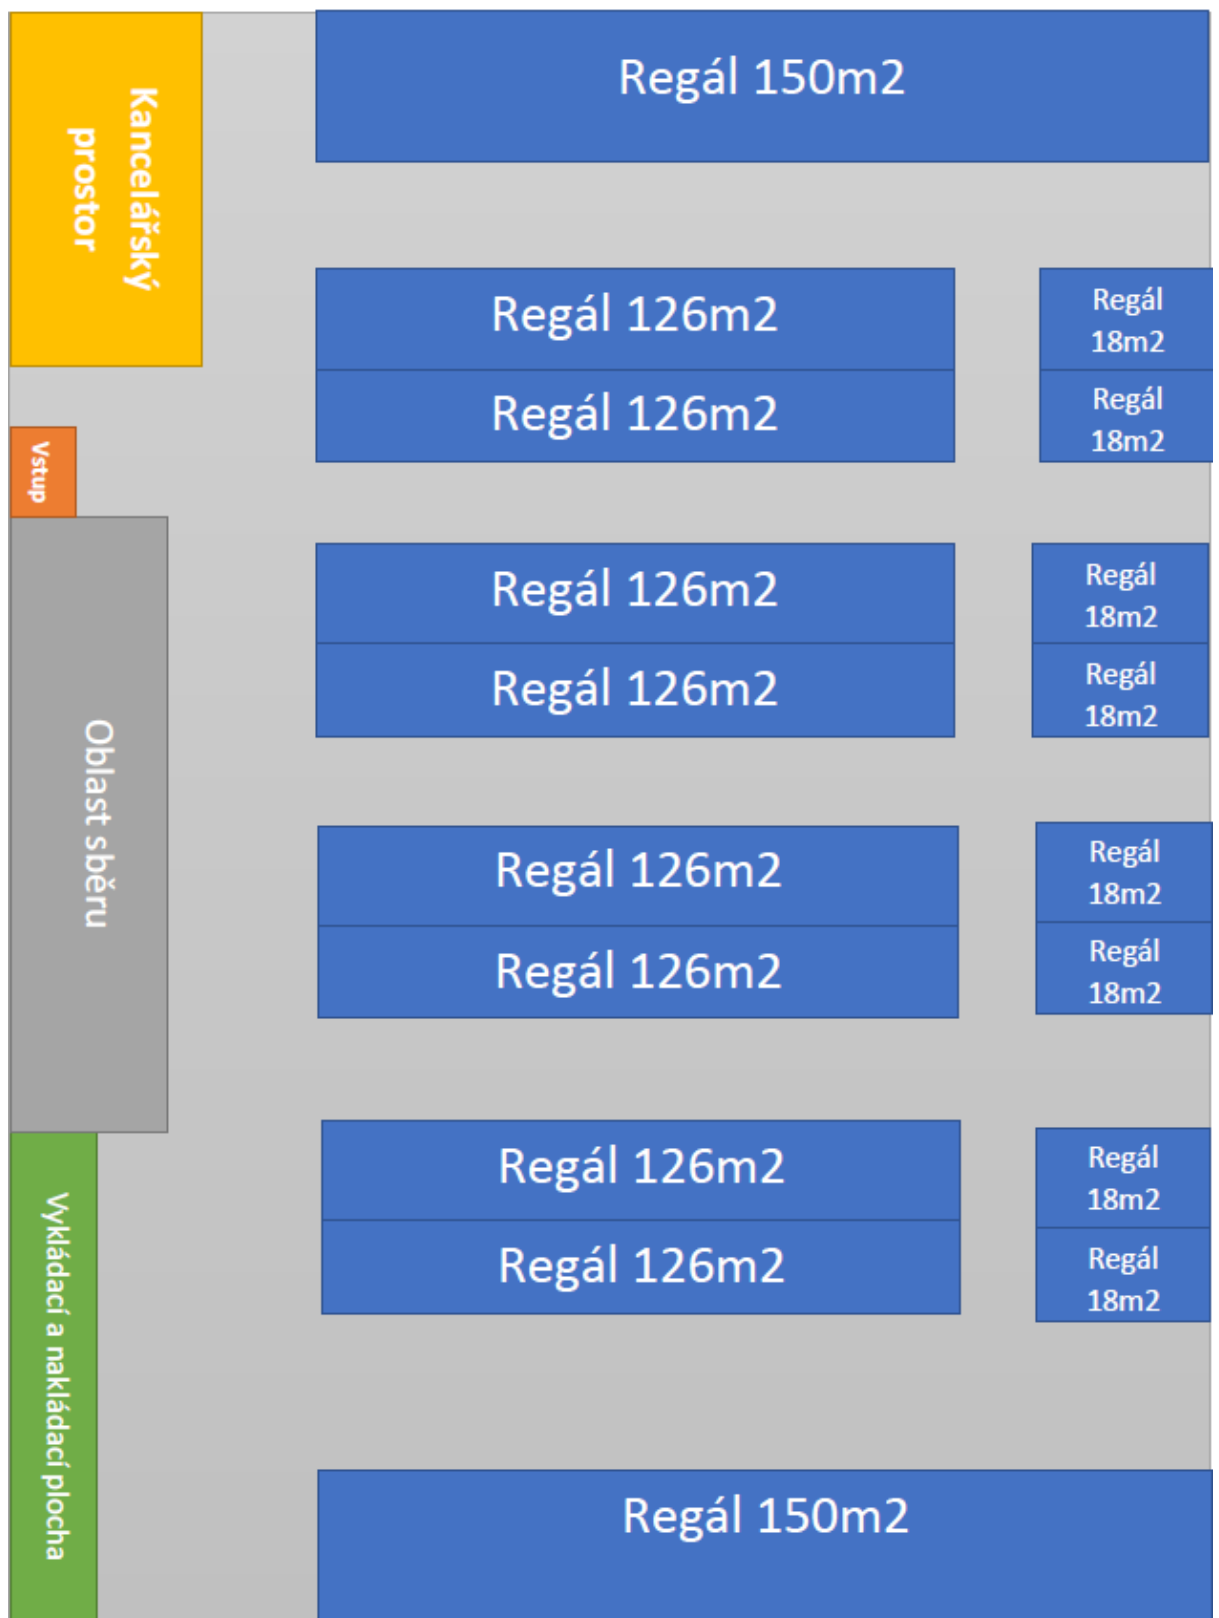 Kancelářský
prostor
Vstup
Oblast sběru
Vykládací a nakládací plocha
Regál 150m2
Regál 126m2
Regál 126m2
Regál
18m2
Regál
18m2
Regál 126m2
Regál 126m2
Regál
18m2
Regál
18m2
Regál 126m2
Regál 126m2
Regál
18m2
Regál
18m2
Regál 126m2
Regál 126m2
Regál
18m2
Regál
18m2
Regál 150m2